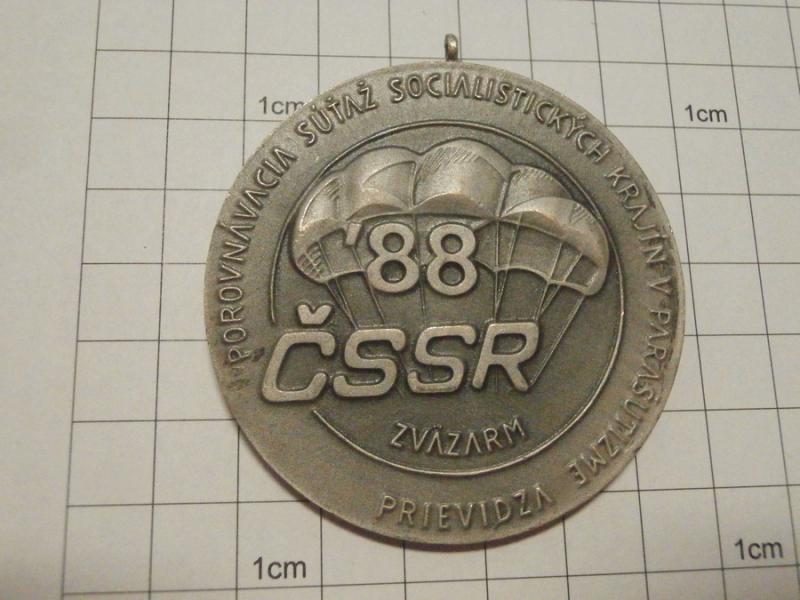 POROVNÁVACIA SÚŤAŽ SOCIALISTICKÝCH KRAJÍN V PARAŠUTIZME
'88
ČSSR
ZVÄZARM
PRIEVIDZA
1cm
1cm
1cm
1cm